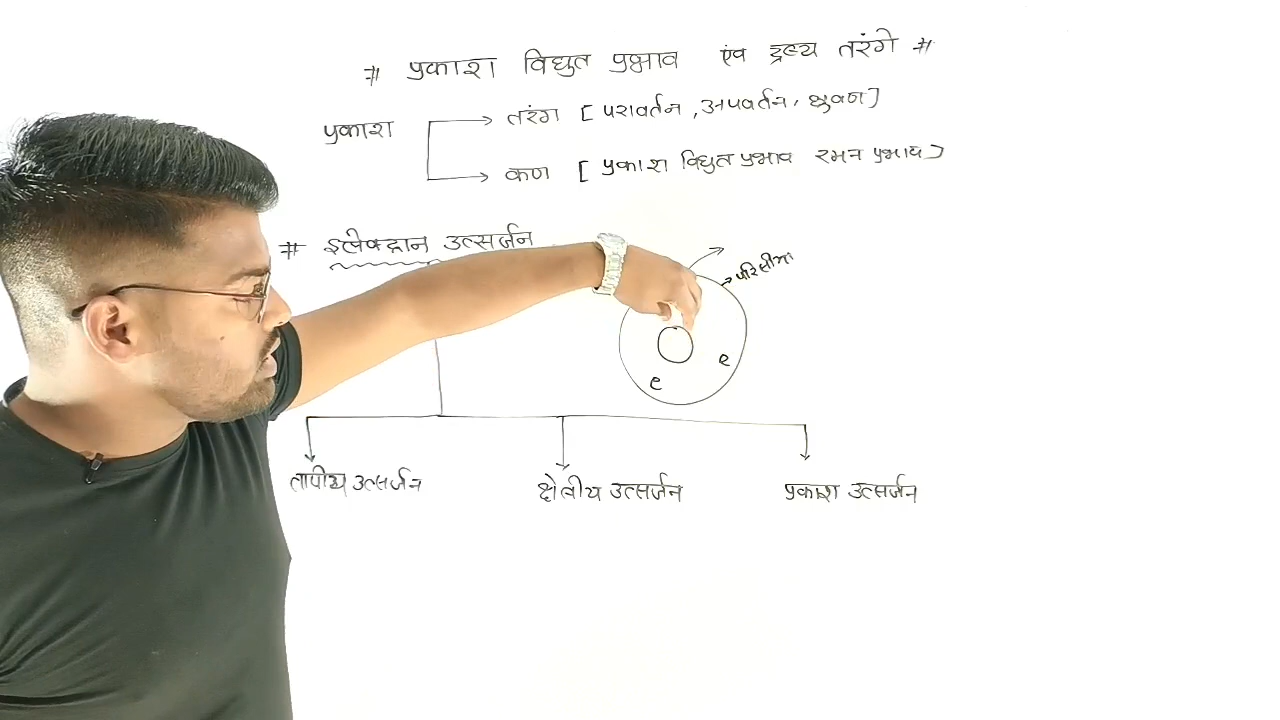 # प्रकाश विद्युत प्रभाव एंव द्रव्य तरंगे #
प्रकाश
तरंग [ परावर्तन , अपवर्तन , ध्रुवण ]
कण [ प्रकाश विद्युत प्रभाव रमन प्रभाव ]
# इलेक्ट्रान उत्सर्जन
परिसीमा
e
e
तापीय उत्सर्जन
क्षेत्रीय उत्सर्जन
प्रकाश उत्सर्जन